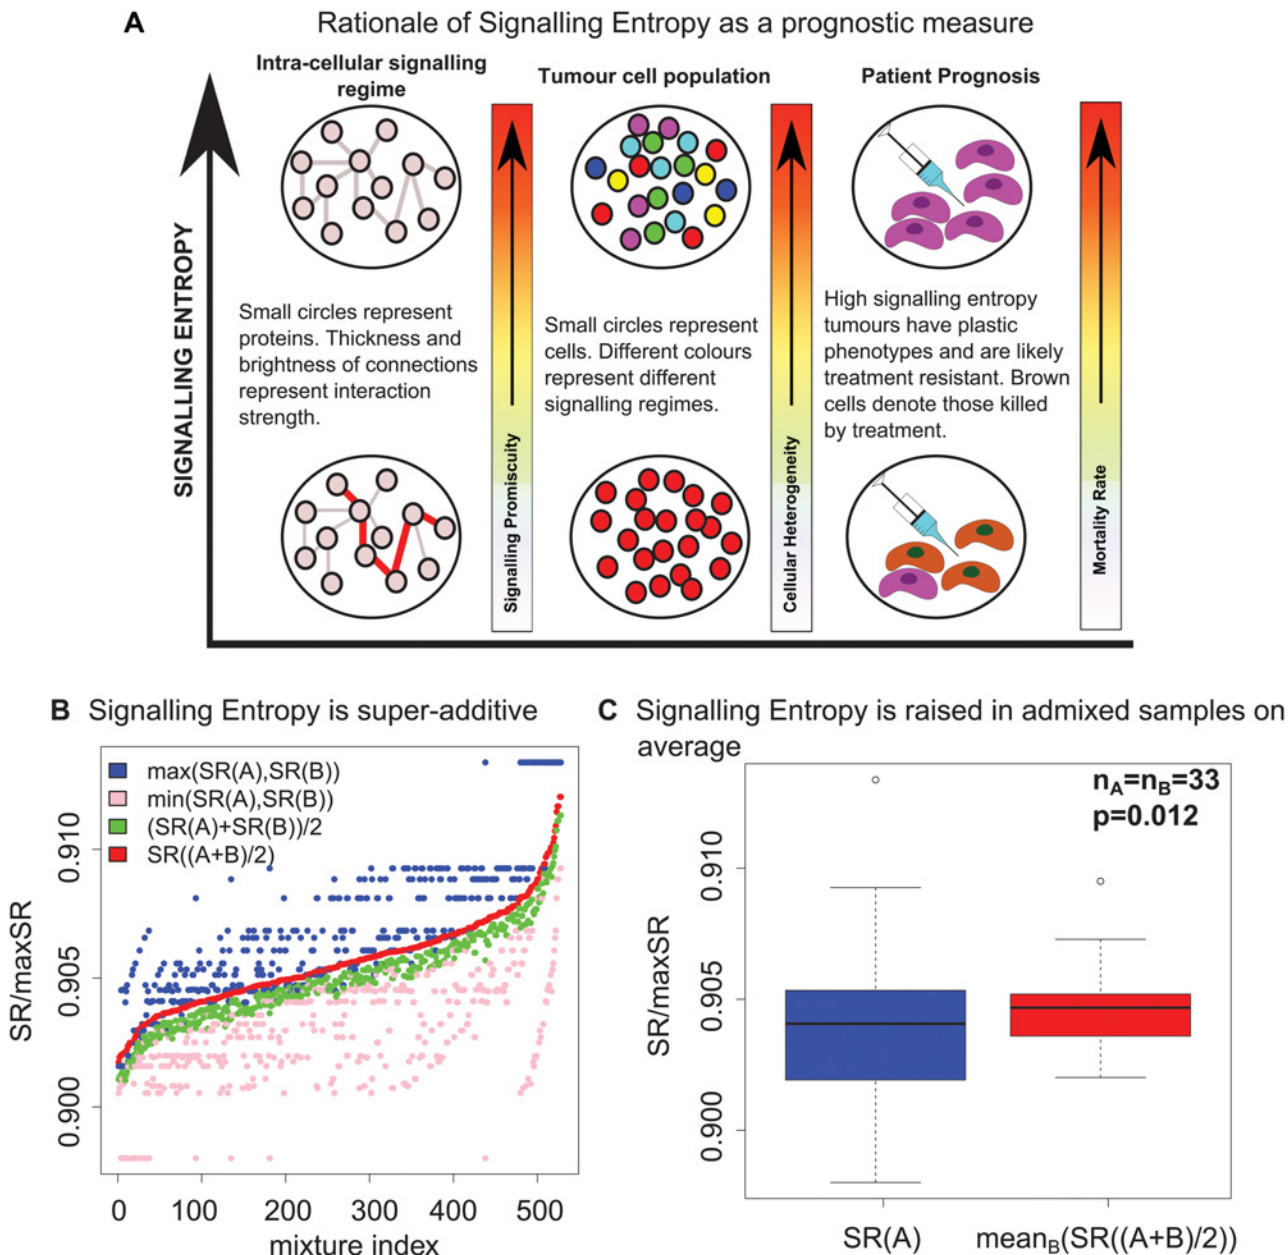 A Rationale of Signalling Entropy as a prognostic measure
SIGNALLING ENTROPY
Intra-cellular signalling
regime
Small circles represent
proteins. Thickness and
brightness of connections
represent interaction
strength.
Signalling Promiscuity
Tumour cell population
Small circles represent
cells. Different colours
represent different
signalling regimes.
Cellular Heterogeneity
Patient Prognosis
High signalling entropy
tumours have plastic
phenotypes and are likely
treatment resistant. Brown
cells denote those killed
by treatment.
Mortality Rate
B Signalling Entropy is super-additive
max(SR(A),SR(B))
min(SR(A),SR(B))
(SR(A)+SR(B))/2
SR((A+B)/2)
SR/maxSR
0.910
0.905
0.900
0 100 200 300 400 500
mixture index
C Signalling Entropy is raised in admixed samples on
average
nA=nB=33
p=0.012
SR/maxSR
0.910
0.905
0.900
SR(A) meanB(SR((A+B)/2))